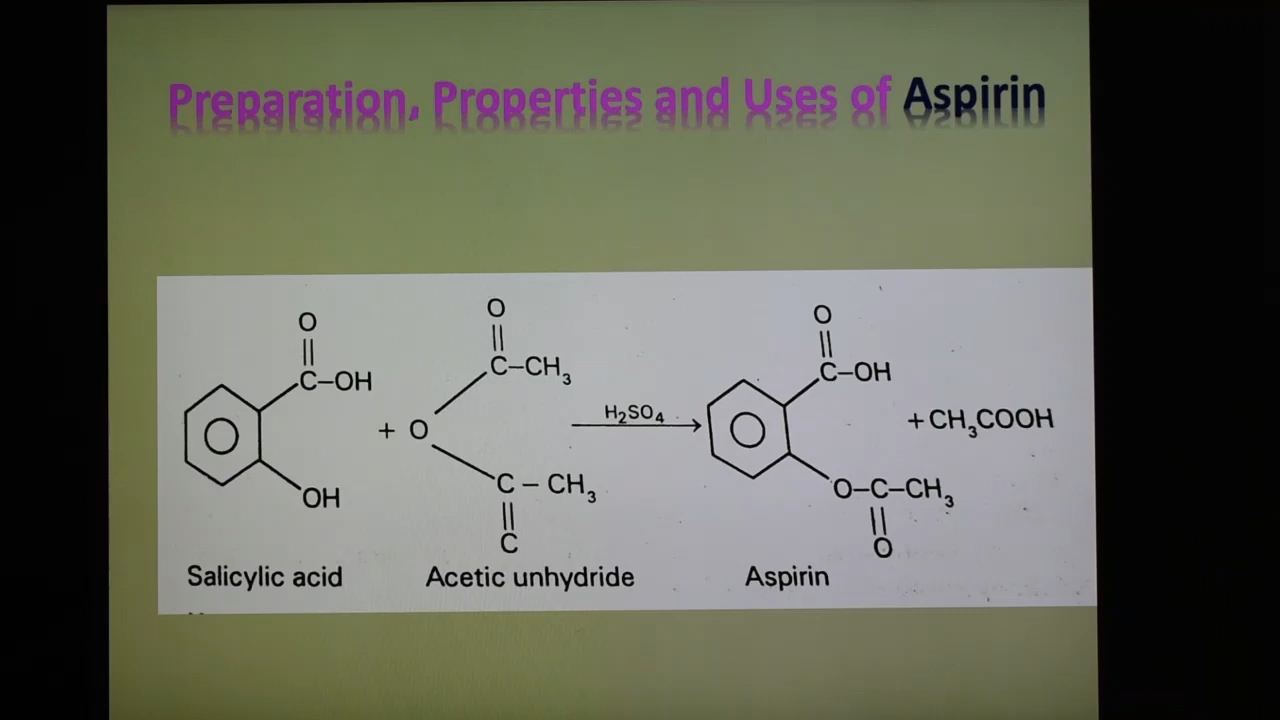 Preparation, Properties and Uses of Aspirin
O
||
C–OH
OH
+ O
O
||
C–CH₃
C – CH₃
||
C
H₂SO₄
O
||
C–OH
O–C–CH₃
||
O
+CH₃COOH
Salicylic acid
Acetic unhydride
Aspirin